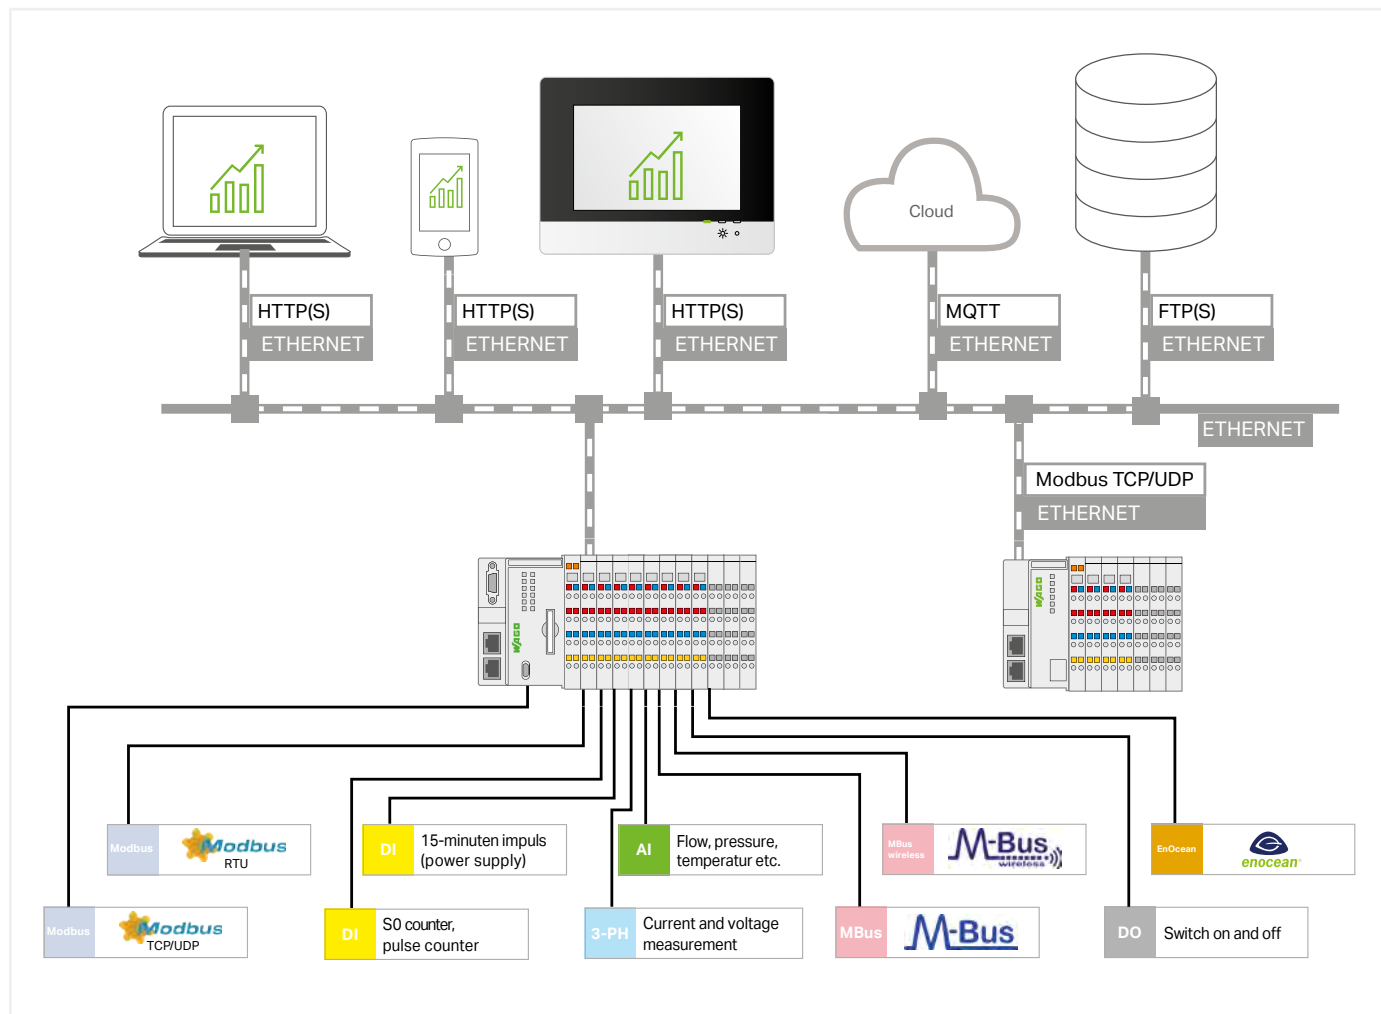 Cloud
HTTP(S)
ETHERNET
HTTP(S)
ETHERNET
HTTP(S)
ETHERNET
MQTT
ETHERNET
FTP(S)
ETHERNET
ETHERNET
Modbus TCP/UDP
ETHERNET
WAGO
WAGO
Modbus
Modbus
RTU
DI
15-minuten impuls
(power supply)
AI
Flow, pressure,
temperatur etc.
MBus
wireless
M-Bus
wireless
EnOcean
enocean
Modbus
Modbus
TCP/UDP
DI
S0 counter,
pulse counter
3-PH
Current and voltage
measurement
MBus
M-Bus
DO
Switch on and off